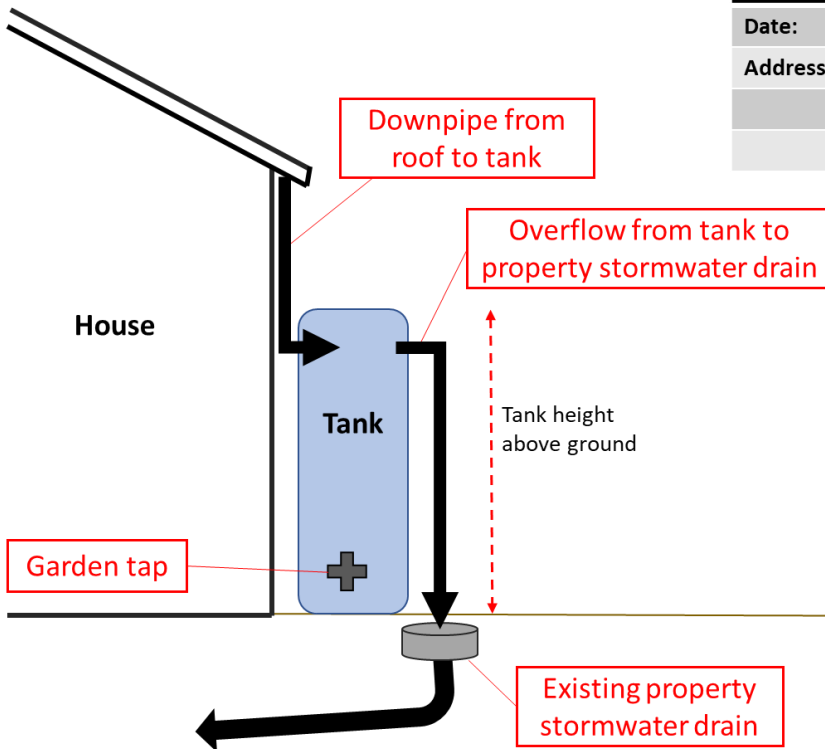 Date:
Address
Downpipe from
roof to tank
Overflow from tank to
property stormwater drain
House
Tank
Tank height
above ground
Garden tap
Existing property
stormwater drain